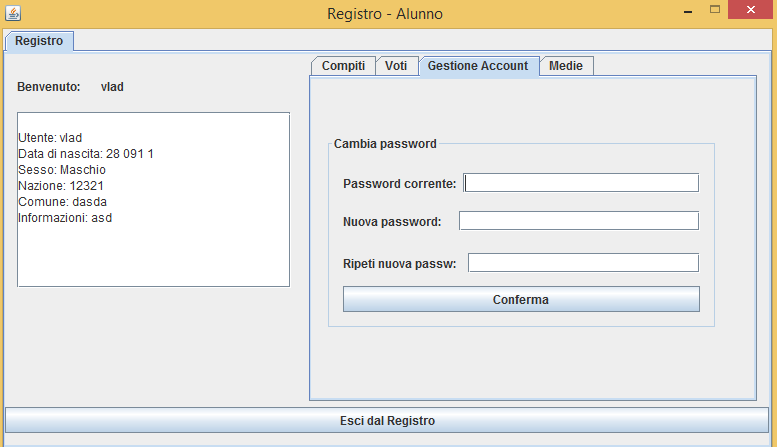 Registro - Alunno
Registro
Benvenuto: vlad
Utente: vlad
Data di nascita: 28 091 1
Sesso: Maschio
Nazione: 12321
Comune: dasda
Informazioni: asd
Compiti Voti Gestione Account Medie
Cambia password
Password corrente:
Nuova password:
Ripeti nuova passw:
Conferma
Esci dal Registro